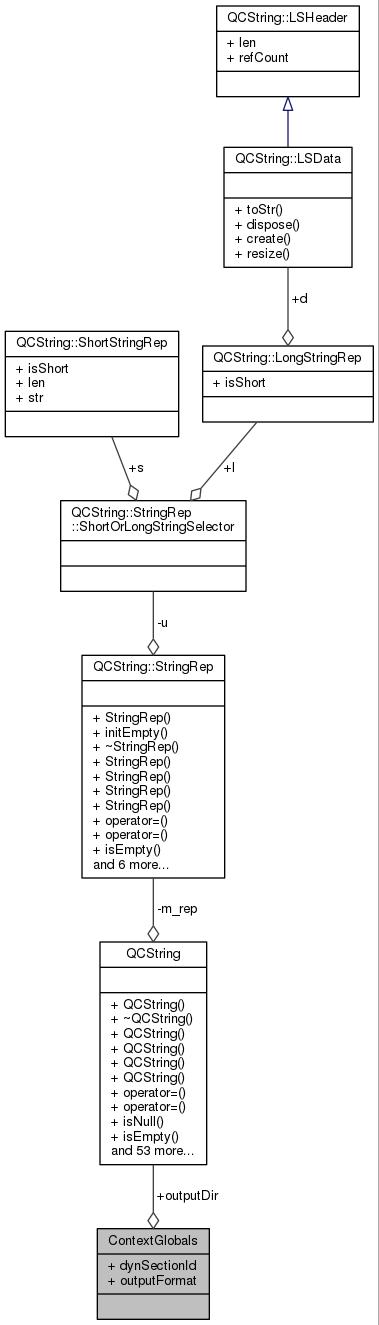 QCString::LSHeader
+ len
+ refCount
QCString::LSData
+ toStr()
+ dispose()
+ create()
+ resize()
+d
QCString::ShortStringRep
+ isShort
+ len
+ str
QCString::LongStringRep
+ isShort
+s
+l
QCString::StringRep
::ShortOrLongStringSelector
-u
QCString::StringRep
+ StringRep()
+ initEmpty()
+ ~StringRep()
+ StringRep()
+ StringRep()
+ StringRep()
+ StringRep()
+ operator=()
+ operator=()
+ isEmpty()
and 6 more...
-m_rep
QCString
+ QCString()
+ ~QCString()
+ QCString()
+ QCString()
+ QCString()
+ QCString()
+ operator=()
+ operator=()
+ isNull()
+ isEmpty()
and 53 more...
+outputDir
ContextGlobals
+ dynSectionId
+ outputFormat